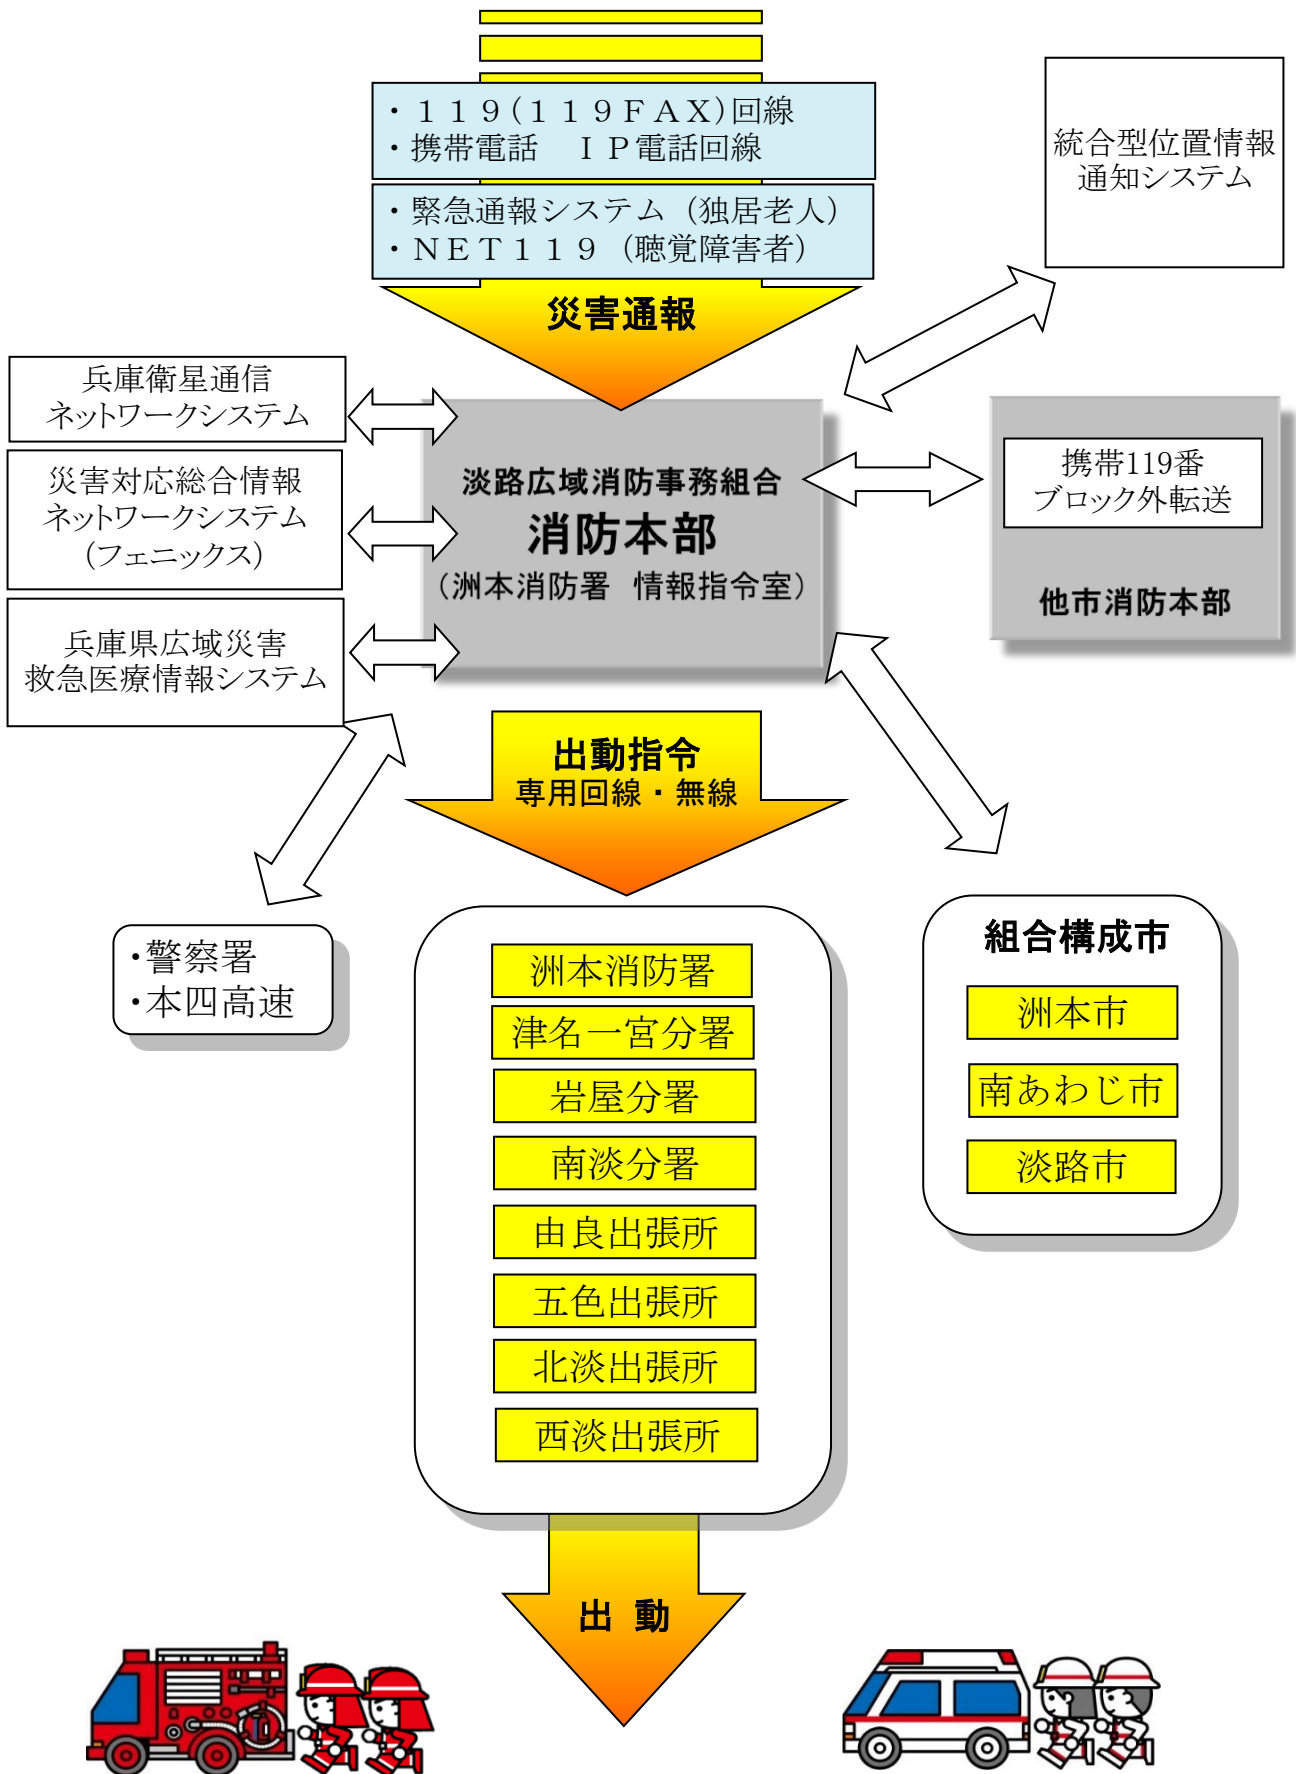 ・１１９(１１９ＦＡＸ)回線
・携帯電話　ＩＰ電話回線
・緊急通報システム（独居老人）
・ＮＥＴ１１９（聴覚障害者）
災害通報
統合型位置情報
通知システム
兵庫衛星通信
ネットワークシステム
災害対応総合情報
ネットワークシステム
（フェニックス）
兵庫県広域災害
救急医療情報システム
淡路広域消防事務組合
消防本部
（洲本消防署　情報指令室）
携帯119番
ブロック外転送
他市消防本部
出動指令
専用回線・無線
・警察署
・本四高速
洲本消防署
津名一宮分署
岩屋分署
南淡分署
由良出張所
五色出張所
北淡出張所
西淡出張所
組合構成市
洲本市
南あわじ市
淡路市
出 動